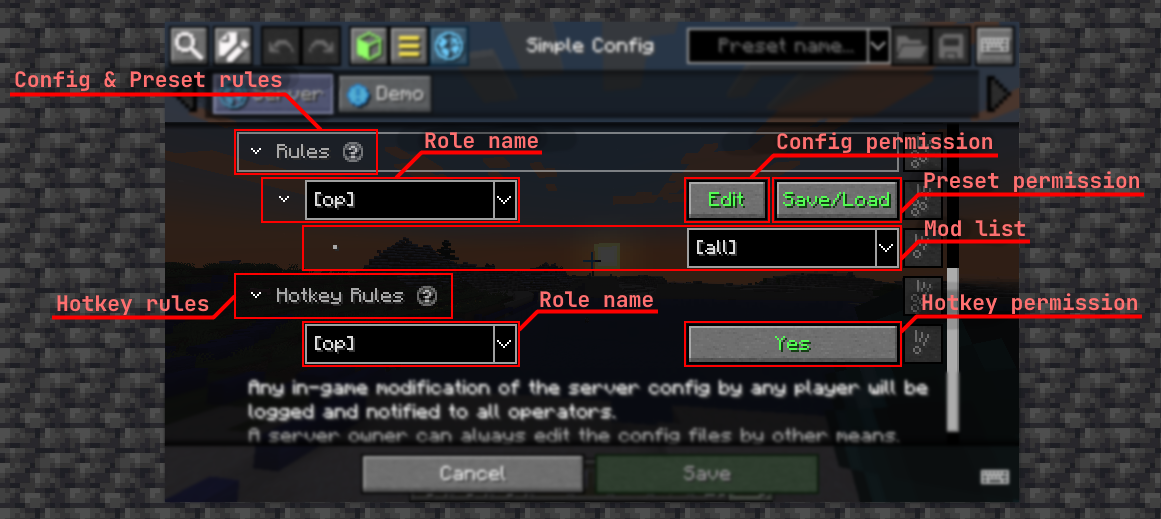 Simple Config
Preset name...
Config & Preset rules
Server
Demo
Role name
Config permission
Rules ?
Preset permission
[op]
Edit
Save/Load
Mod list
[all]
Hotkey rules
Hotkey Rules ?
Role name
Hotkey permission
[op]
Yes
Any in-game modification of the server config by any player will be
logged and notified to all operators.
A server owner can always edit the config files by other means.
Cancel
Save